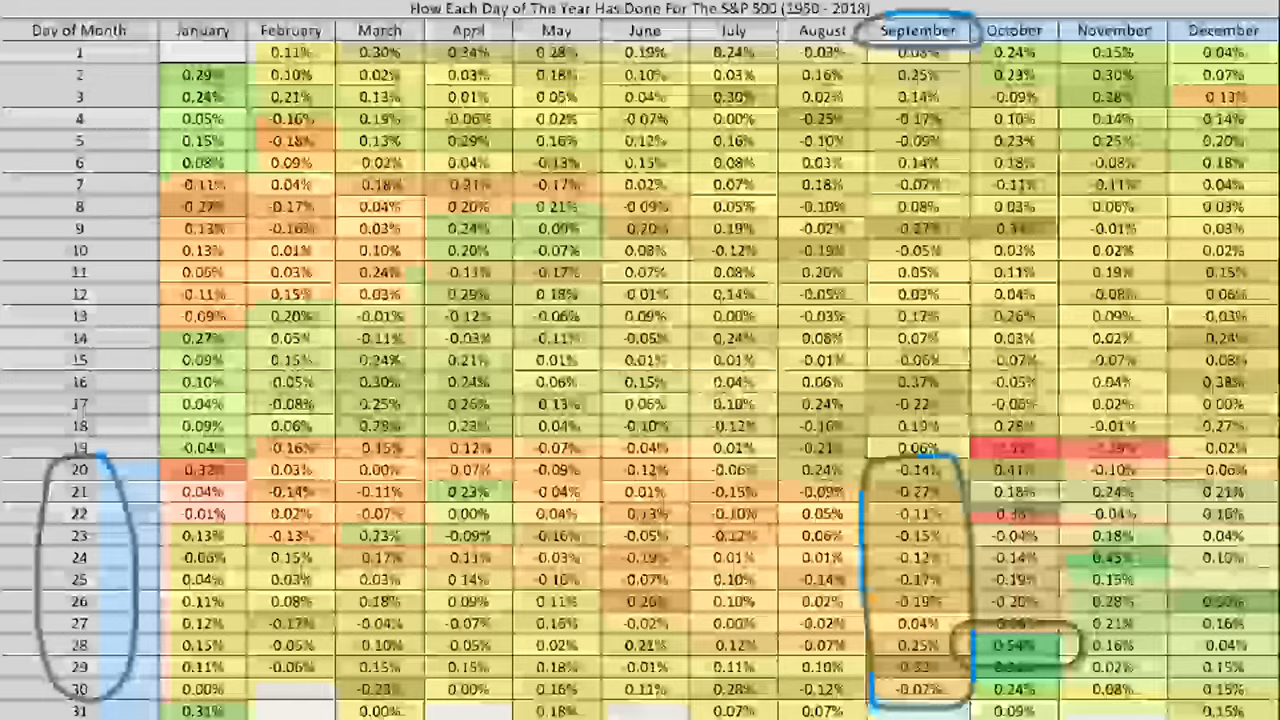 How Each Day of The Year Has Done For The S&P 500 (1950 - 2018)
Day of Month January February March April May June July August September October November December
1 0.11% 0.30% 0.34% 0.28% 0.19% 0.24% -0.03% 0.08% 0.24% 0.15% 0.04%
2 0.29% 0.10% 0.02% 0.03% 0.18% 0.10% 0.03% 0.16% 0.25% 0.23% 0.30% 0.07%
3 0.24% 0.21% 0.13% 0.01% 0.05% 0.04% 0.30% 0.02% 0.14% -0.09% 0.38% 0.13%
4 0.05% -0.16% 0.19% -0.06% 0.02% -0.07% 0.00% -0.25% -0.17% 0.10% 0.14% 0.14%
5 0.15% -0.18% 0.13% 0.29% 0.16% 0.12% 0.16% -0.10% -0.09% 0.23% 0.25% 0.20%
6 0.08% 0.09% -0.02% 0.04% -0.13% 0.15% 0.08% 0.03% 0.14% 0.18% -0.08% 0.18%
7 -0.11% 0.04% -0.18% -0.17% 0.02% 0.07% 0.18% -0.07% -0.11% -0.11% 0.04%
8 -0.27% -0.17% 0.04% 0.20% 0.21% -0.09% 0.05% -0.10% 0.08% 0.03% 0.06% 0.03%
9 0.13% -0.16% 0.03% 0.24% 0.09% 0.20% 0.19% -0.02% -0.27% -0.01% 0.03%
10 0.13% 0.01% 0.10% 0.20% -0.07% 0.08% -0.12% -0.19% -0.05% 0.03% 0.02% 0.02%
11 0.06% 0.03% 0.24% -0.11% -0.17% 0.07% 0.08% 0.20% 0.05% 0.11% 0.19% 0.15%
12 -0.11% 0.15% 0.03% 0.29% 0.18% 0.01% 0.14% -0.05% 0.03% 0.04% -0.08% 0.06%
13 -0.09% 0.20% -0.01% -0.12% -0.06% 0.09% 0.00% -0.03% 0.17% 0.26% 0.09% -0.03%
14 0.27% 0.05% -0.11% -0.03% -0.11% -0.05% 0.24% 0.08% 0.07% 0.03% 0.02% 0.24%
15 0.09% 0.15% 0.24% 0.21% 0.01% 0.01% 0.01% -0.01% -0.06% -0.07% -0.07% 0.08%
16 0.10% -0.05% 0.30% 0.24% 0.06% 0.15% 0.04% 0.06% 0.37% -0.05% 0.04% 0.38%
17 0.04% -0.08% 0.25% 0.26% 0.13% 0.06% 0.10% 0.24% -0.22 -0.06% 0.02% 0.00%
18 0.09% 0.06% 0.23% 0.04% -0.10% -0.12% -0.16% 0.19% 0.28% -0.01% 0.27%
19 -0.04% -0.16% 0.15% 0.12% -0.07% -0.04% 0.01% -0.21 0.06% 0.02%
20 -0.32% 0.03% 0.00% 0.07% -0.09% -0.12% -0.06% 0.24% -0.14% 0.41% -0.10% 0.06%
21 0.04% -0.14% -0.11% 0.23% 0.04% 0.01% -0.15% -0.09% -0.27% 0.18% 0.24% 0.21%
22 -0.01% 0.02% -0.07% 0.00% 0.04% 0.13% -0.10% 0.05% -0.11% -0.04% 0.16%
23 0.13% -0.13% 0.23% -0.09% -0.16% -0.05% -0.12% 0.06% -0.15% -0.04% 0.18% 0.04%
24 -0.06% 0.15% 0.17% 0.11% -0.03% -0.19% 0.01% 0.01% -0.12% -0.14% 0.45% 0.10%
25 0.04% 0.03% 0.03% 0.14% -0.16% -0.07% 0.10% -0.14% -0.17% -0.19% 0.15%
26 0.11% 0.08% 0.18% 0.09% 0.11% 0.26% 0.10% 0.02% -0.19% -0.20% 0.28% 0.50%
27 0.12% -0.17% -0.04% -0.07% 0.16% -0.02% 0.00% -0.02% 0.04% 0.21% 0.16%
28 0.15% -0.05% 0.10% 0.05% 0.02% 0.21% 0.12% -0.07% 0.25% 0.54% 0.16% 0.04%
29 0.11% -0.06% 0.15% 0.15% 0.18% 0.01% 0.11% 0.10% 0.02% 0.15%
30 0.00% -0.23% 0.00% 0.16% 0.11% 0.28% -0.12% -0.07% 0.24% 0.08% 0.15%
31 0.31% 0.00% 0.18% 0.07% 0.07% 0.09% 0.15%